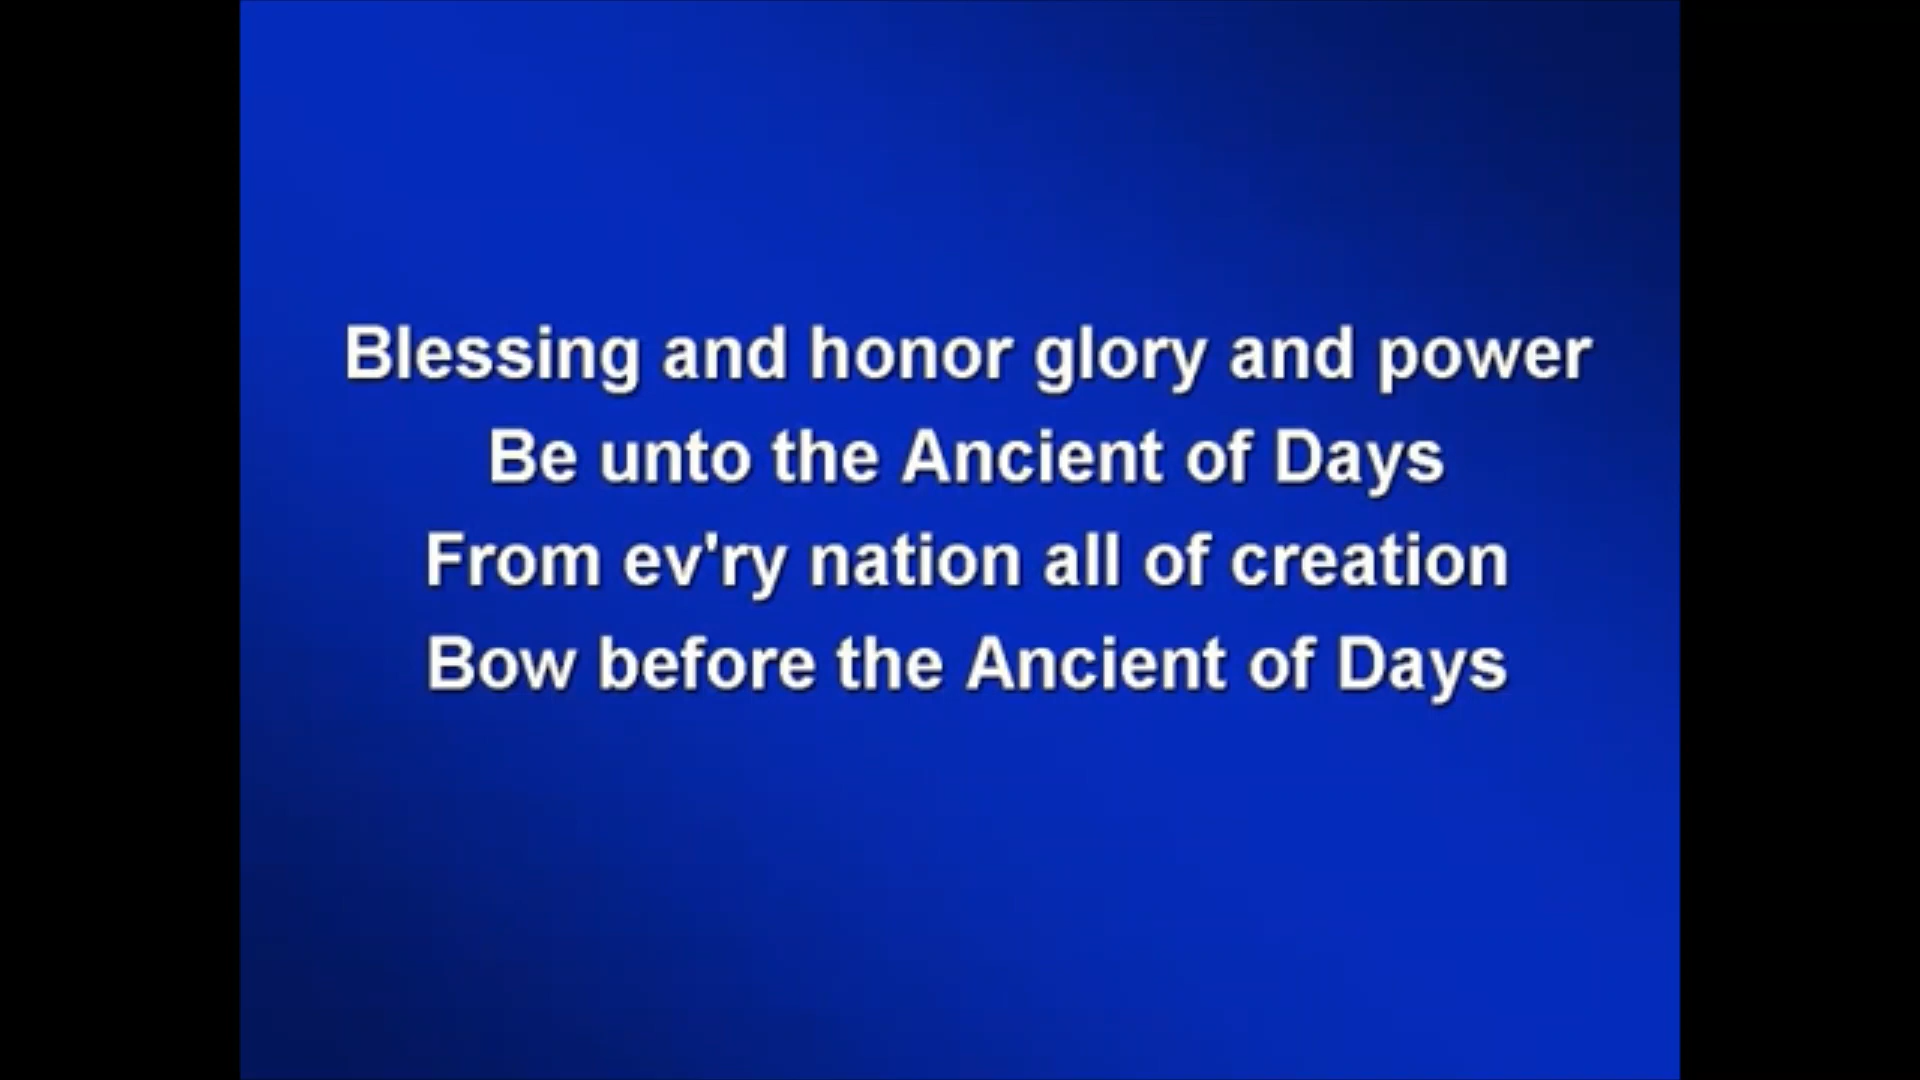 Blessing and honor glory and power
Be unto the Ancient of Days
From ev'ry nation all of creation
Bow before the Ancient of Days